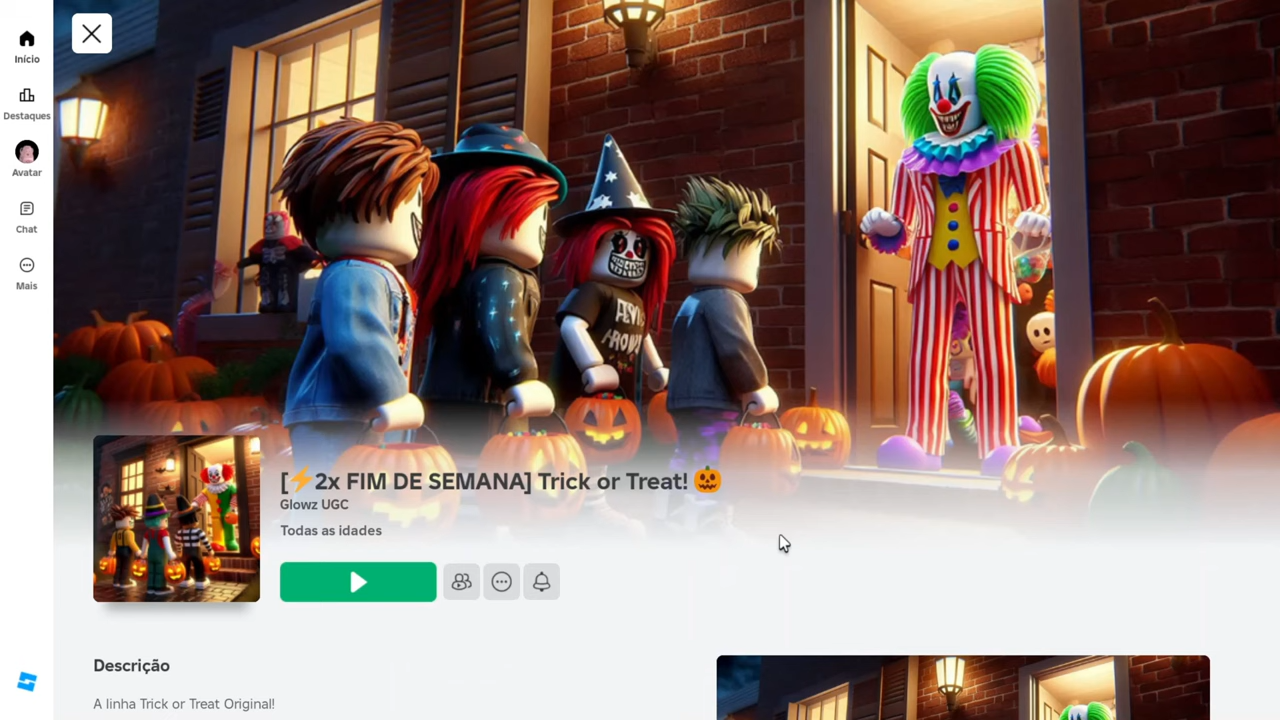 Início
Destaques
Avatar
Chat
Mais
[⚡2x FIM DE SEMANA] Trick or Treat! 🎃
Glowz UGC
Todas as idades
Descrição
A linha Trick or Treat Original!